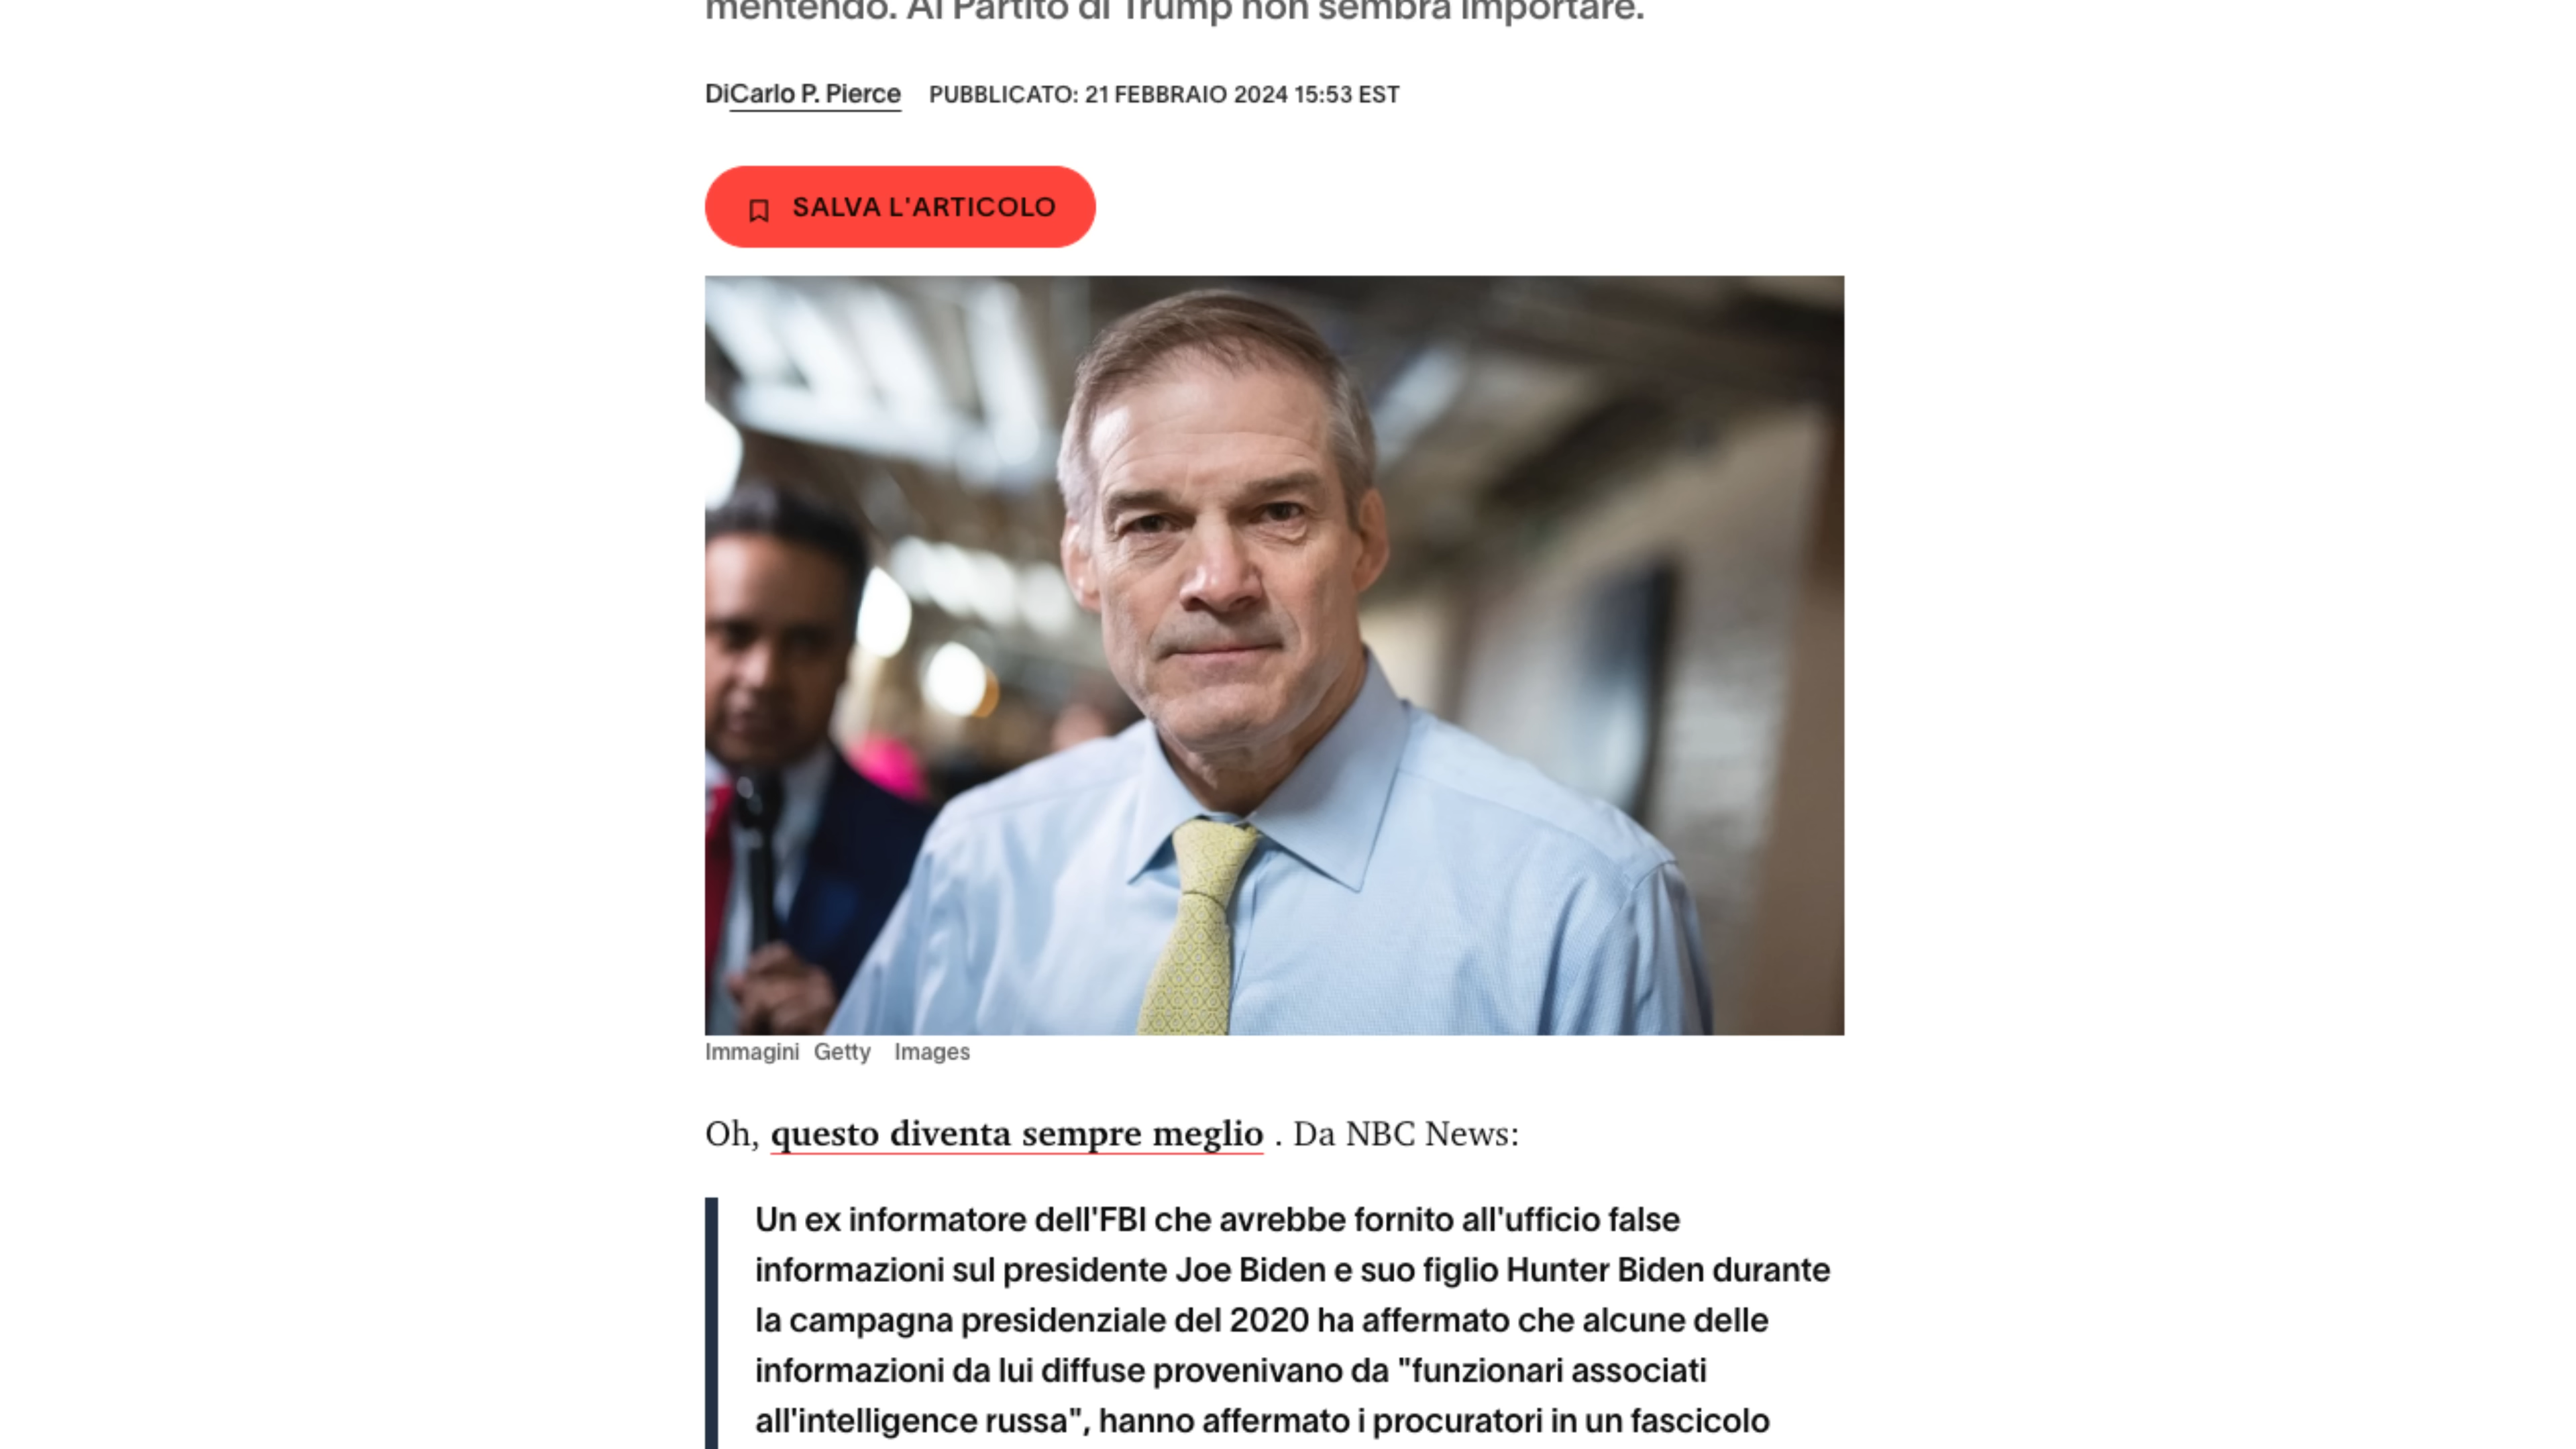 mentendo. Al Partito di Trump non sembra importare.
DiCarlo P. Pierce PUBBLICATO: 21 FEBBRAIO 2024 15:53 EST
SALVA L'ARTICOLO
Immagini Getty Images
Oh, questo diventa sempre meglio . Da NBC News:
Un ex informatore dell'FBI che avrebbe fornito all'ufficio false
informazioni sul presidente Joe Biden e suo figlio Hunter Biden durante
la campagna presidenziale del 2020 ha affermato che alcune delle
informazioni da lui diffuse provenivano da "funzionari associati
all'intelligence russa", hanno affermato i procuratori in un fascicolo